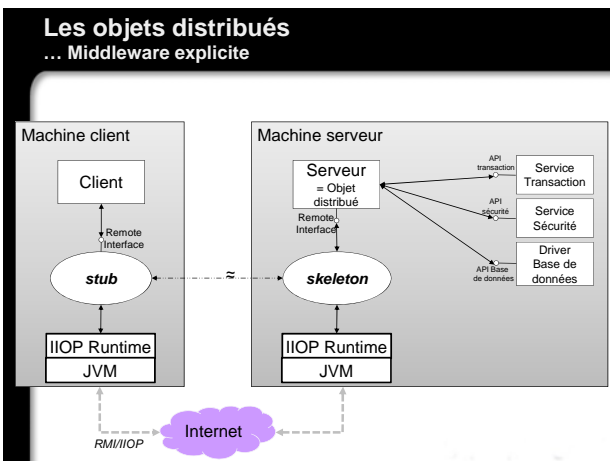 Les objets distribués
… Middleware explicite
Machine client
Client
Remote
Interface
stub
IIOP Runtime
JVM
≈
Machine serveur
Serveur
= Objet
distribué
Remote
Interface
skeleton
IIOP Runtime
JVM
API
transaction
Service
Transaction
API
sécurité
Service
Sécurité
API Base
de données
Driver
Base de
données
RMI/IIOP
Internet